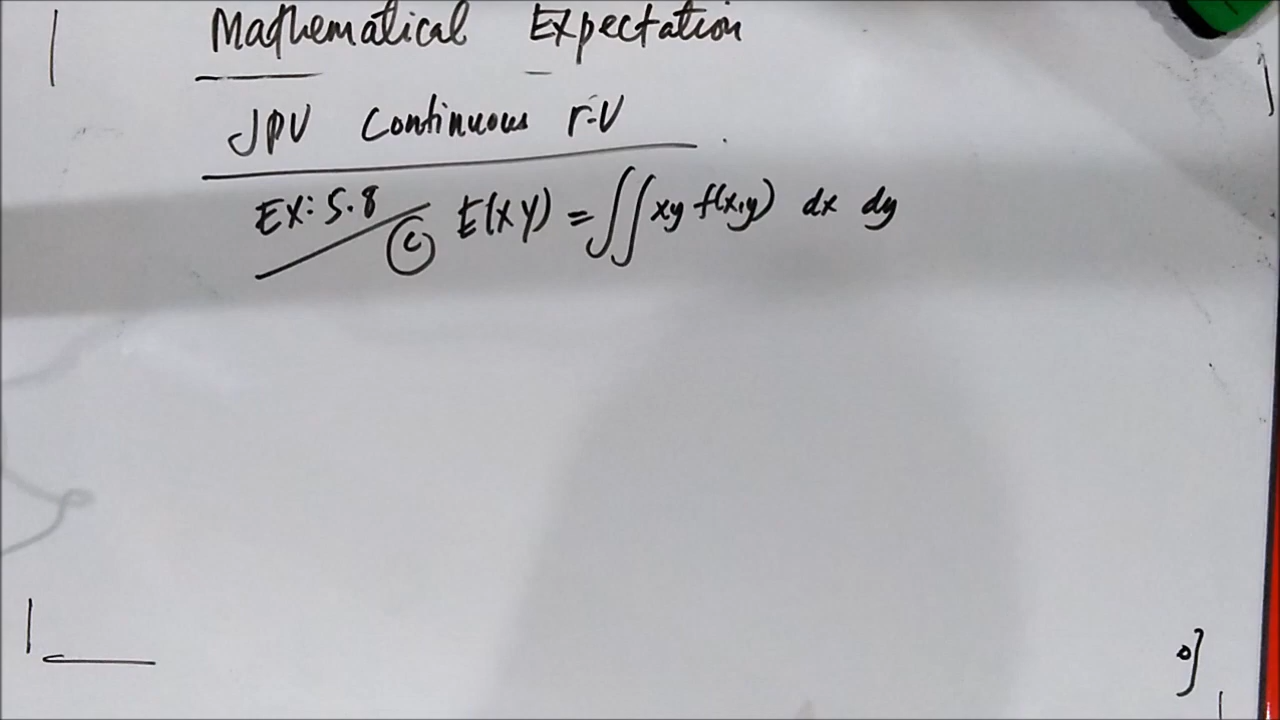 Mathematical Expectation
JPV Continuous r.v
Ex: 5.8 (c) E(XY) = ∫∫ xy f(x,y) dx dy